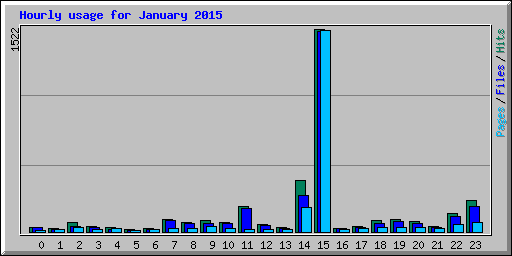 Hourly usage for January 2015
1522
Pages/Files/Hits
0 1 2 3 4 5 6 7 8 9 10 11 12 13 14 15 16 17 18 19 20 21 22 23